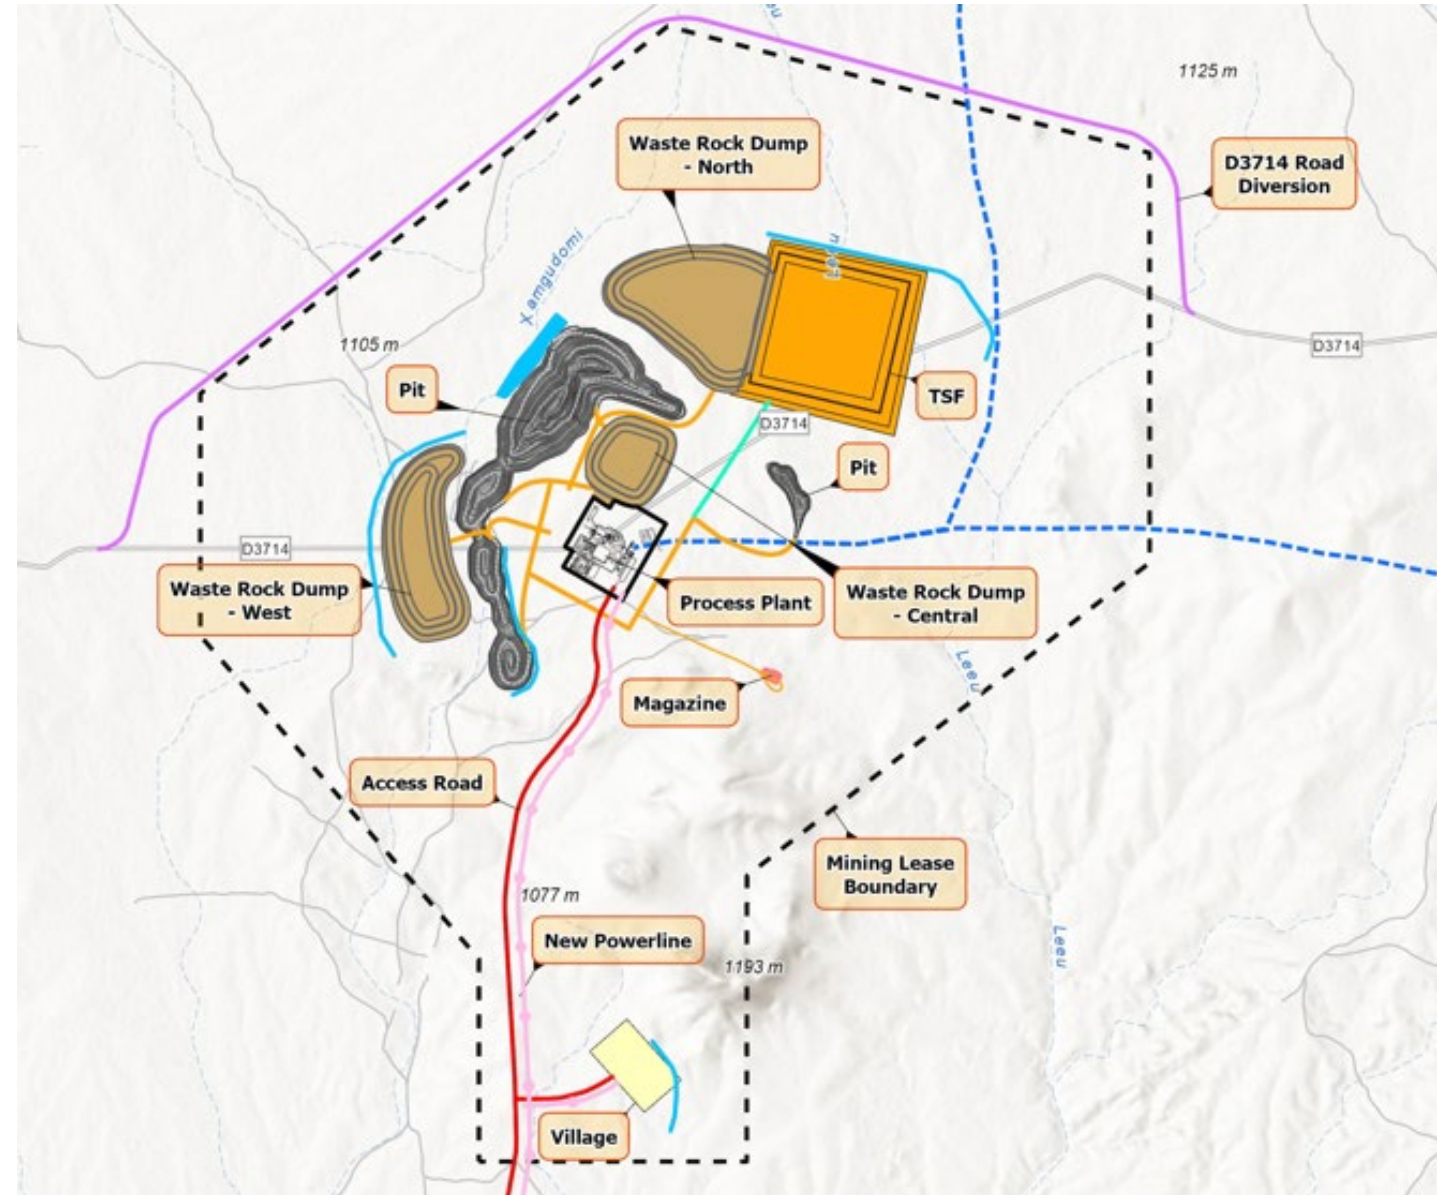 1125 m
Waste Rock Dump
- North
D3714 Road
Diversion
Xamgudomi
1105 m
D3714
Pit
TSF
D3714
Pit
D3714
Waste Rock Dump
- West
Process Plant
Waste Rock Dump
- Central
Leeu
Magazine
Access Road
Mining Lease
Boundary
1077 m
New Powerline
Leeu
1193 m
Village